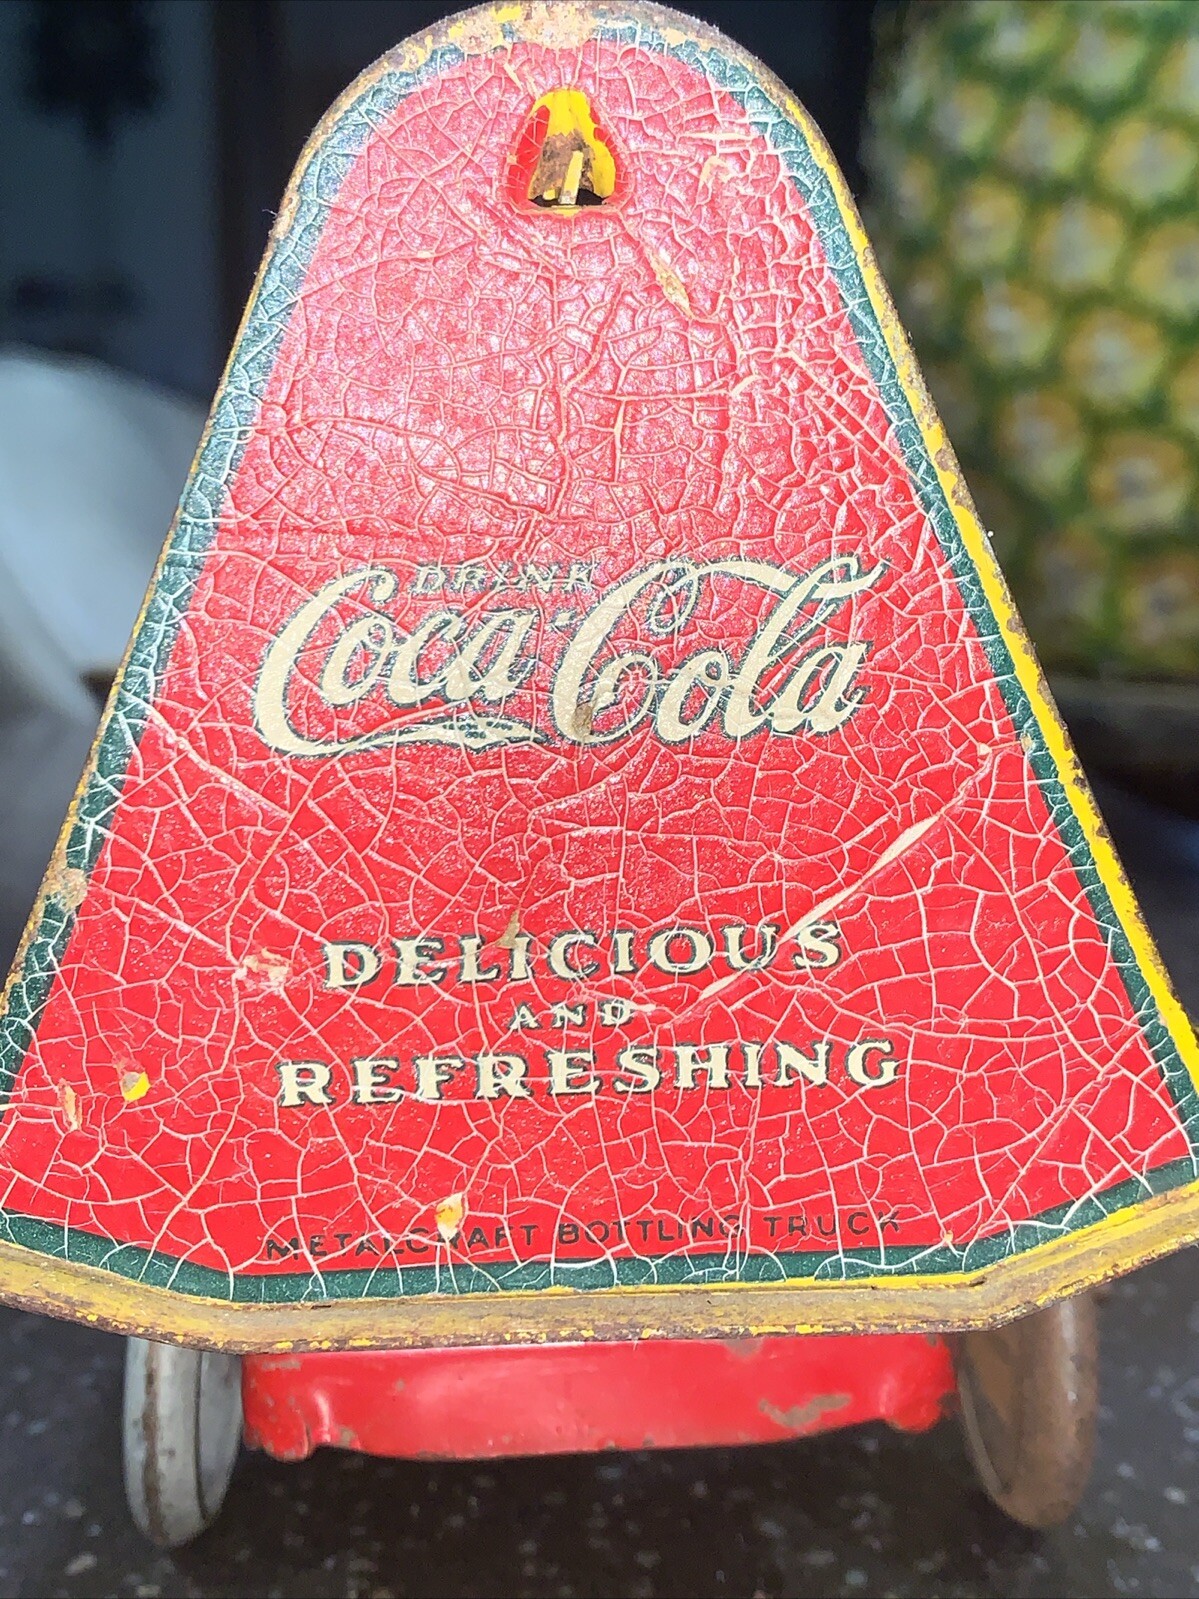 DRINK
Coca-Cola
DELICIOUS
AND
REFRESHING
METALCRAFT BOTTLING TRUCK